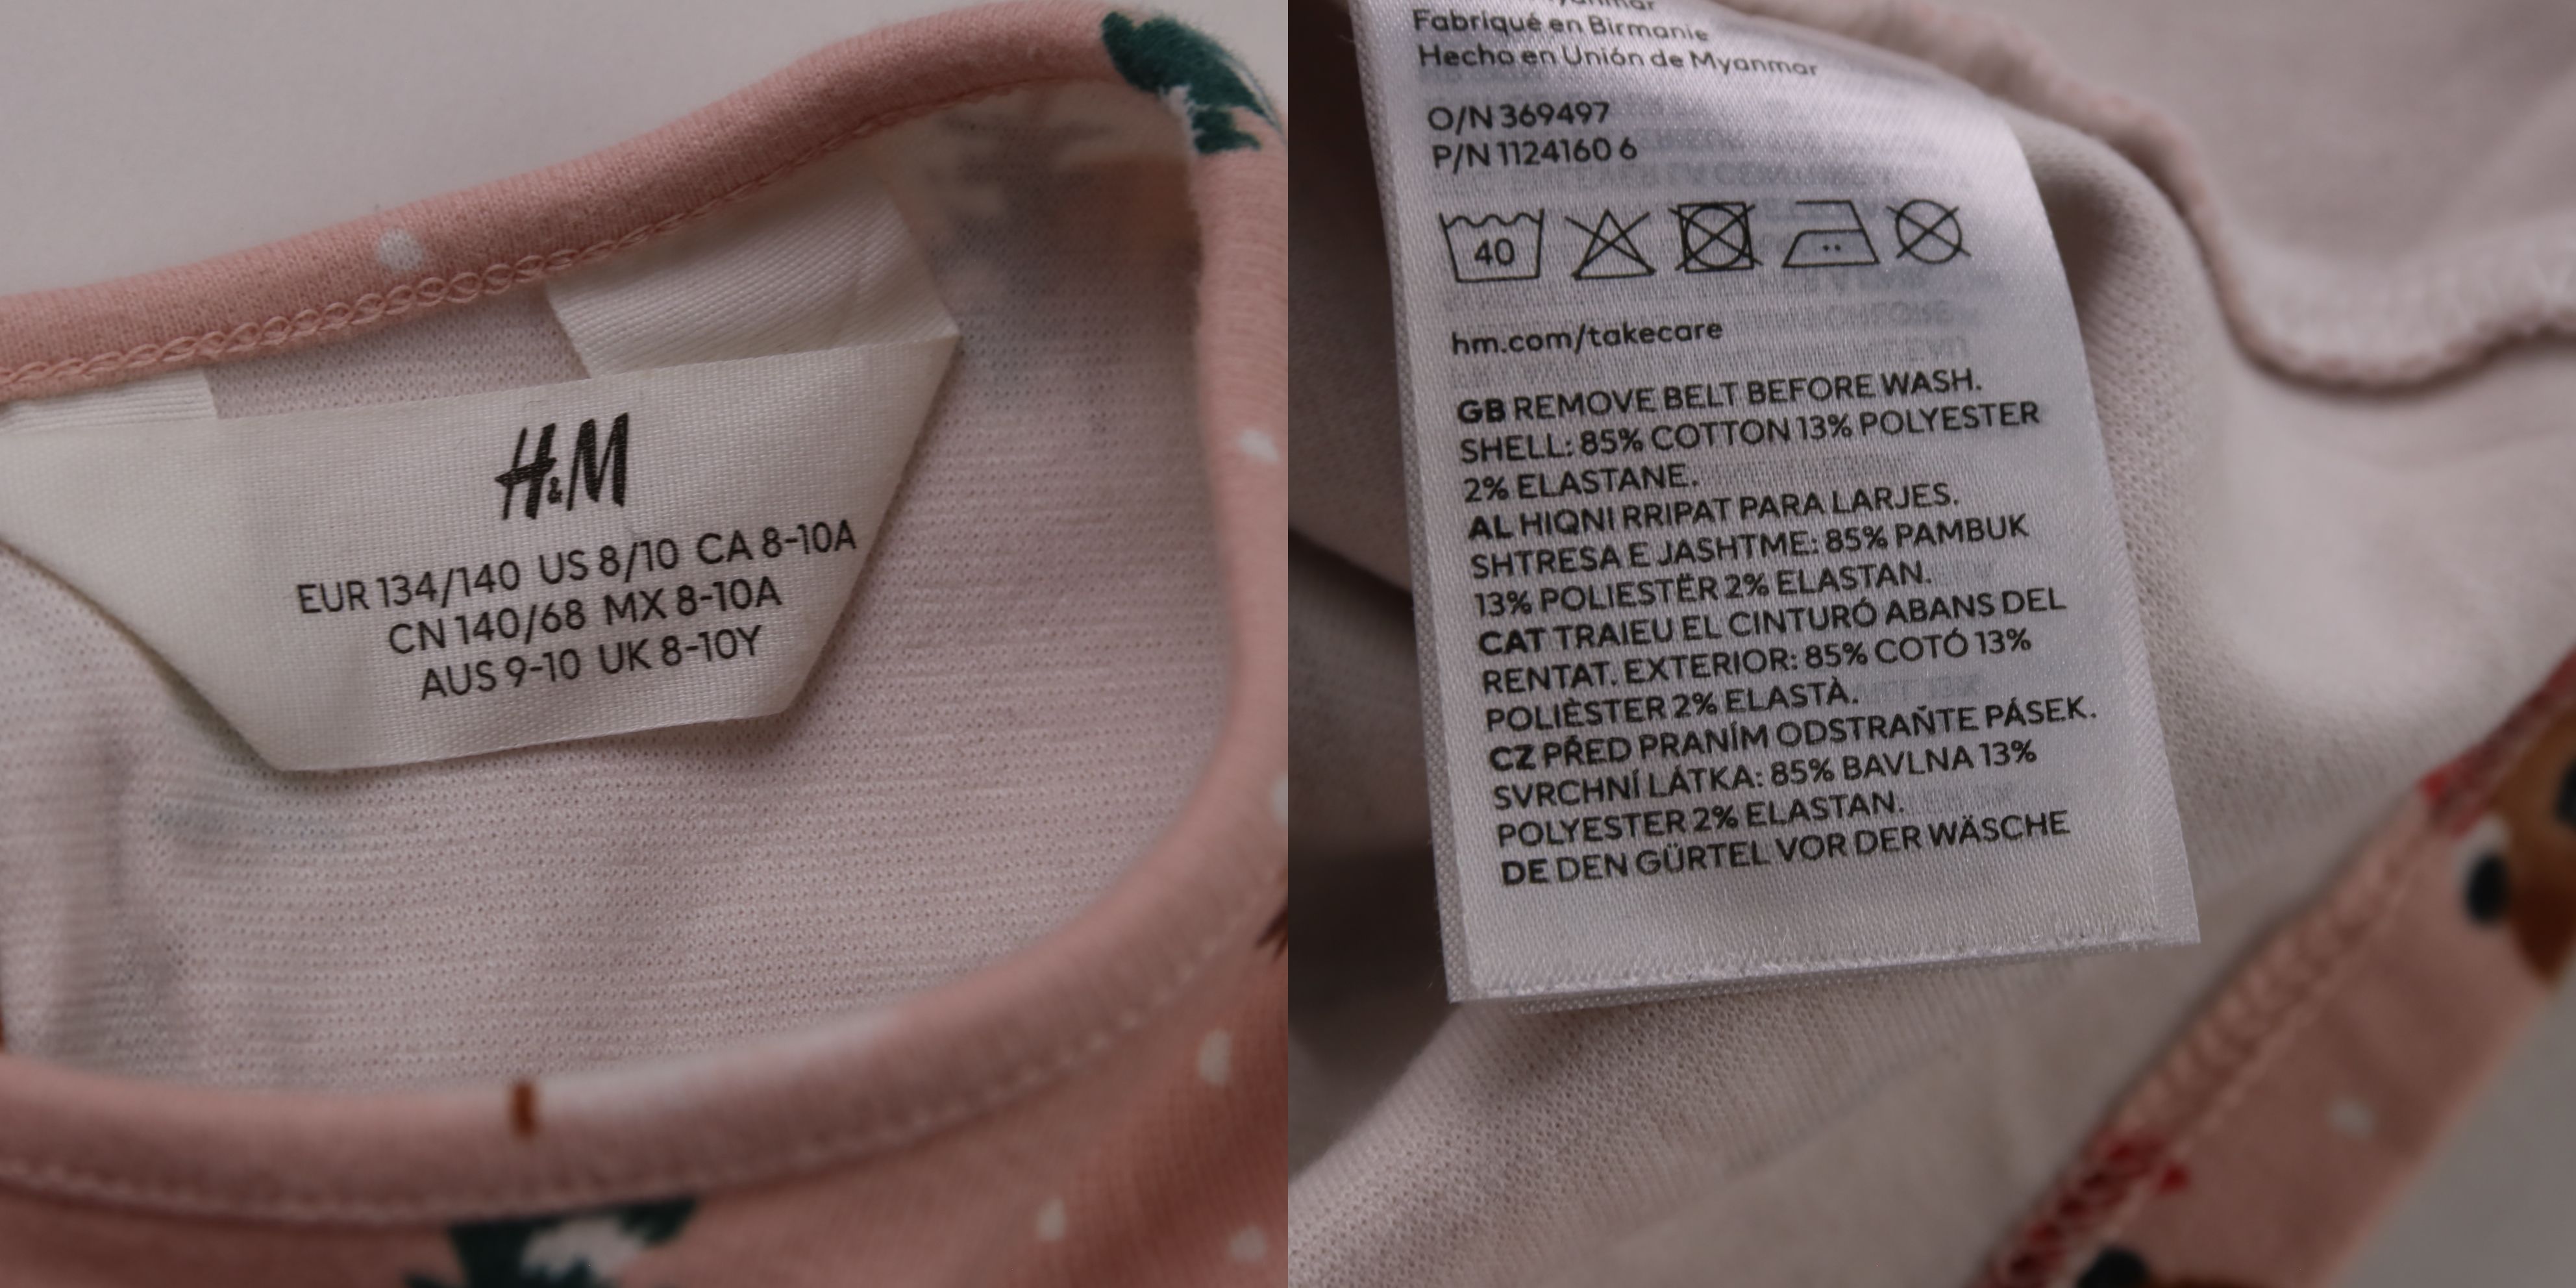 H&M
EUR 134/140 US 8/10 CA 8-10A
CN 140/68 MX 8-10A
AUS 9-10 UK 8-10Y
Fabriqué en Birmanie
Hecho en Unión de Myanmar
O/N 369497
P/N 1124160 6
40
hm.com/takecare
GB REMOVE BELT BEFORE WASH.
SHELL: 85% COTTON 13% POLYESTER
2% ELASTANE.
AL HIQNI RRIPAT PARA LARJES.
SHTRESA E JASHTME: 85% PAMBUK
13% POLIESTËR 2% ELASTAN.
CAT TRAIEU EL CINTURÓ ABANS DEL
RENTAT. EXTERIOR: 85% COTÓ 13%
POLIÈSTER 2% ELASTÀ.
CZ PŘED PRANÍM ODSTRAŇTE PÁSEK.
SVRCHNÍ LÁTKA: 85% BAVLNA 13%
POLYESTER 2% ELASTAN.
DE DEN GÜRTEL VOR DER WÄSCHE